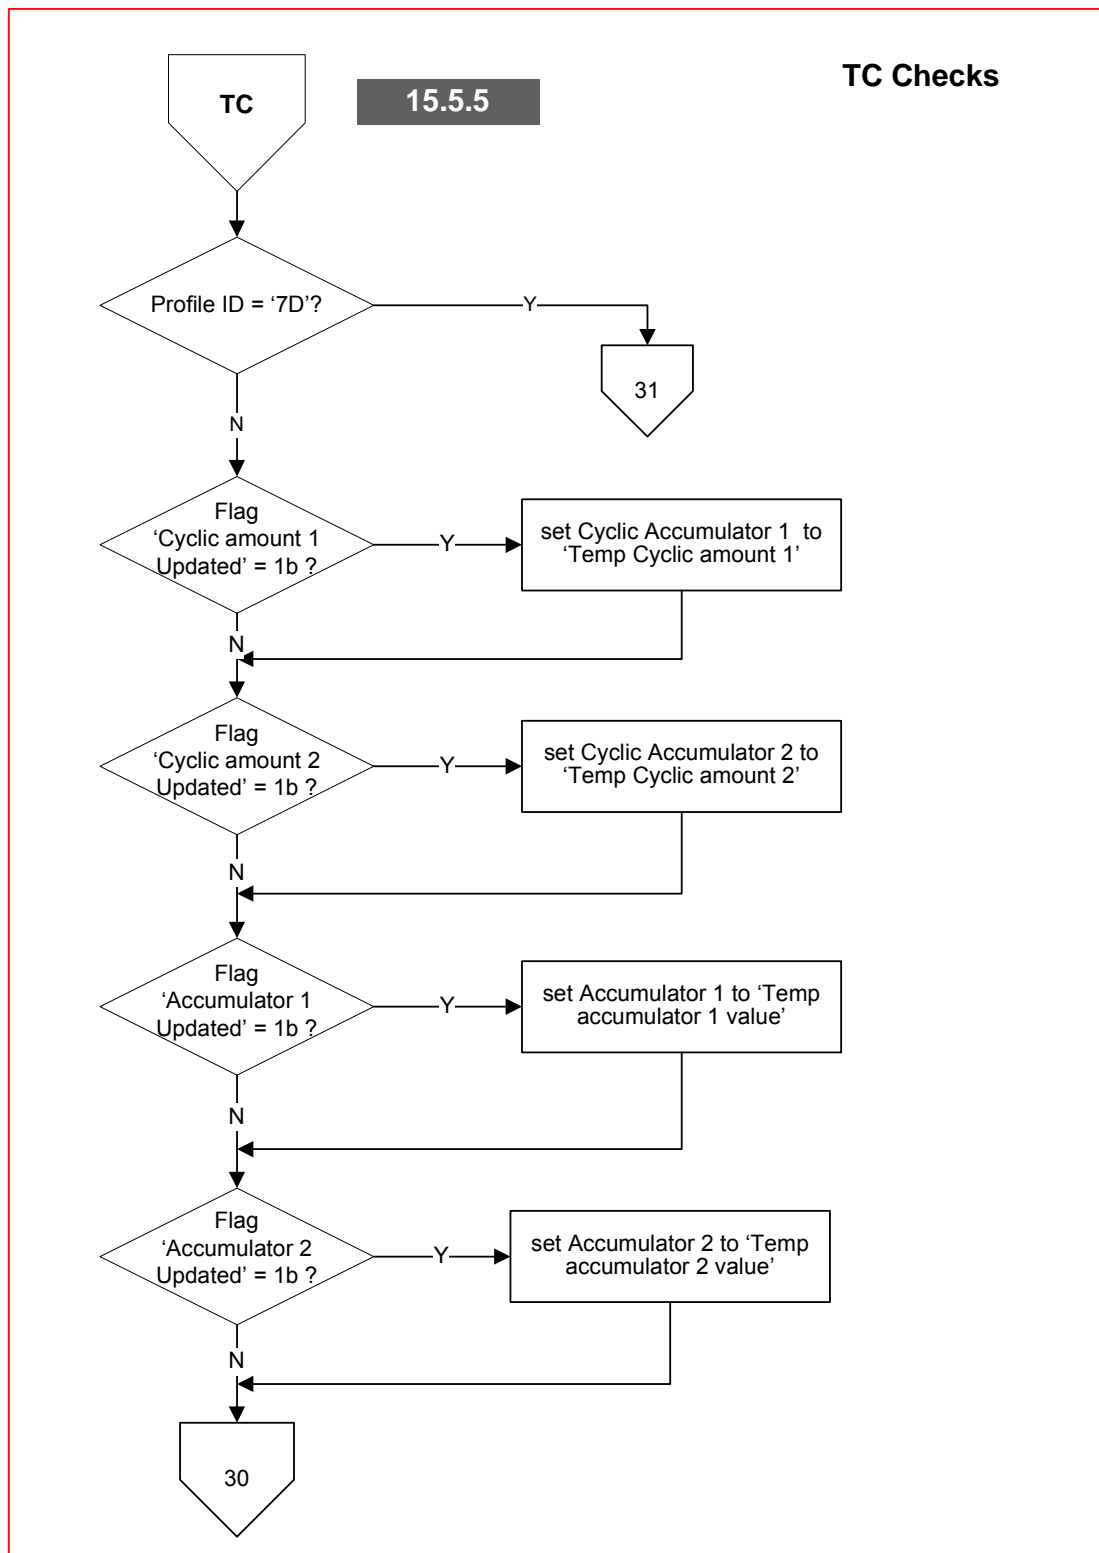 TC Checks
TC
15.5.5
Profile ID = ‘7D’?
Y
31
N
Flag
‘Cyclic amount 1
Updated’ = 1b ?
Y
set Cyclic Accumulator 1  to
‘Temp Cyclic amount 1’
N
Flag
‘Cyclic amount 2
Updated’ = 1b ?
Y
set Cyclic Accumulator 2 to
‘Temp Cyclic amount 2’
N
Flag
‘Accumulator 1
Updated’ = 1b ?
Y
set Accumulator 1 to ‘Temp
accumulator 1 value’
N
Flag
‘Accumulator 2
Updated’ = 1b ?
Y
set Accumulator 2 to ‘Temp
accumulator 2 value’
N
30